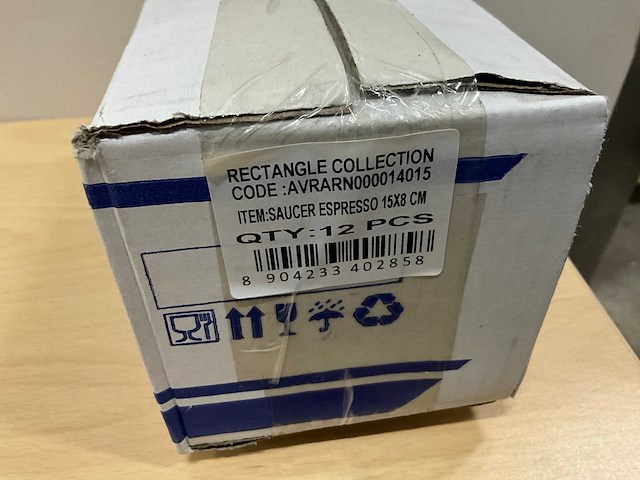 RECTANGLE COLLECTION
CODE :AVRARN000014015
ITEM:SAUCER ESPRESSO 15X8 CM
QTY:12 PCS
8 904233 402858